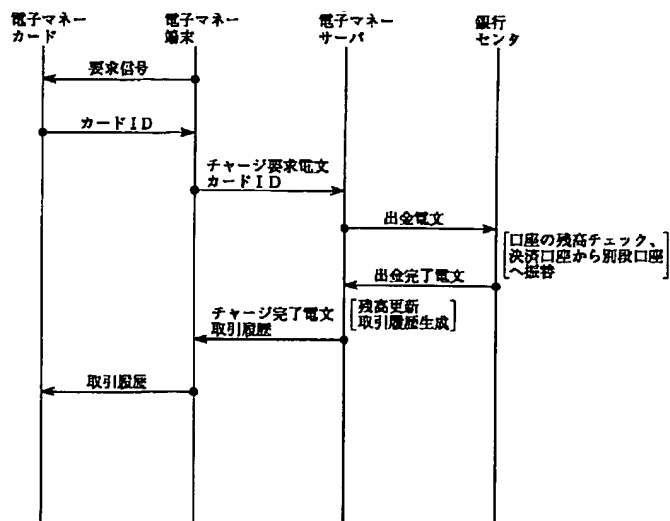 電子マネー
カード
電子マネー
端末
電子マネー
サーバ
銀行
センタ
要求信号
カードID
チャージ要求電文
カードID
出金電文
口座の残高チェック、
決済口座から別段口座
へ振替
出金完了電文
チャージ完了電文
取引履歴
残高更新
取引履歴生成
取引履歴